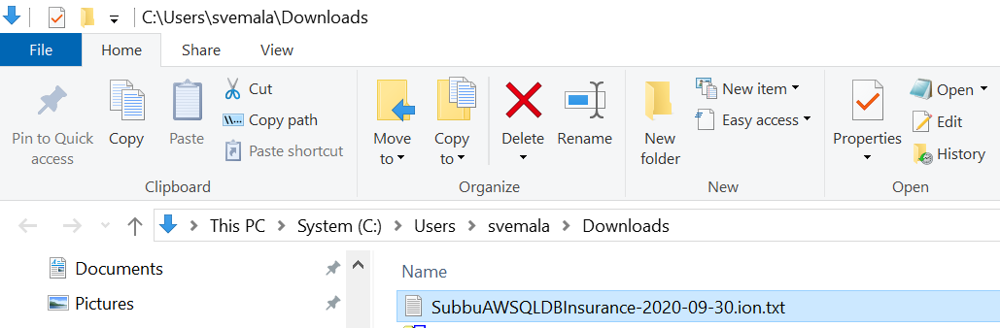 C:\Users\svemala\Downloads
File Home Share View
Pin to Quick access
Copy
Paste
Cut
Copy path
Paste shortcut
Clipboard
Move to
Copy to
Delete
Rename
Organize
New folder
New item
Easy access
New
Properties
Open
Edit
History
Open
This PC System (C:) Users svemala Downloads
Documents
Pictures
Name
SubbuAWSQLDBInsurance-2020-09-30.ion.txt